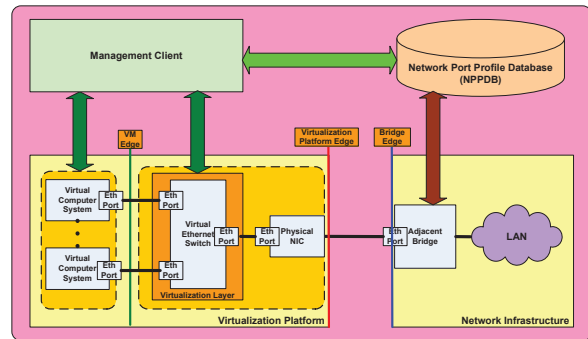 Management Client
Network Port Profile Database
(NPPDB)
VM
Edge
Virtualization
Platform Edge
Bridge
Edge
Virtual
Computer
System
Eth
Port
Eth
Port
Virtual
Ethernet
Switch
Eth
Port
Eth
Port
Physical
NIC
Eth
Port
Adjacent
Bridge
LAN
Virtual
Computer
System
Eth
Port
Eth
Port
Virtualization Layer
Virtualization Platform
Network Infrastructure